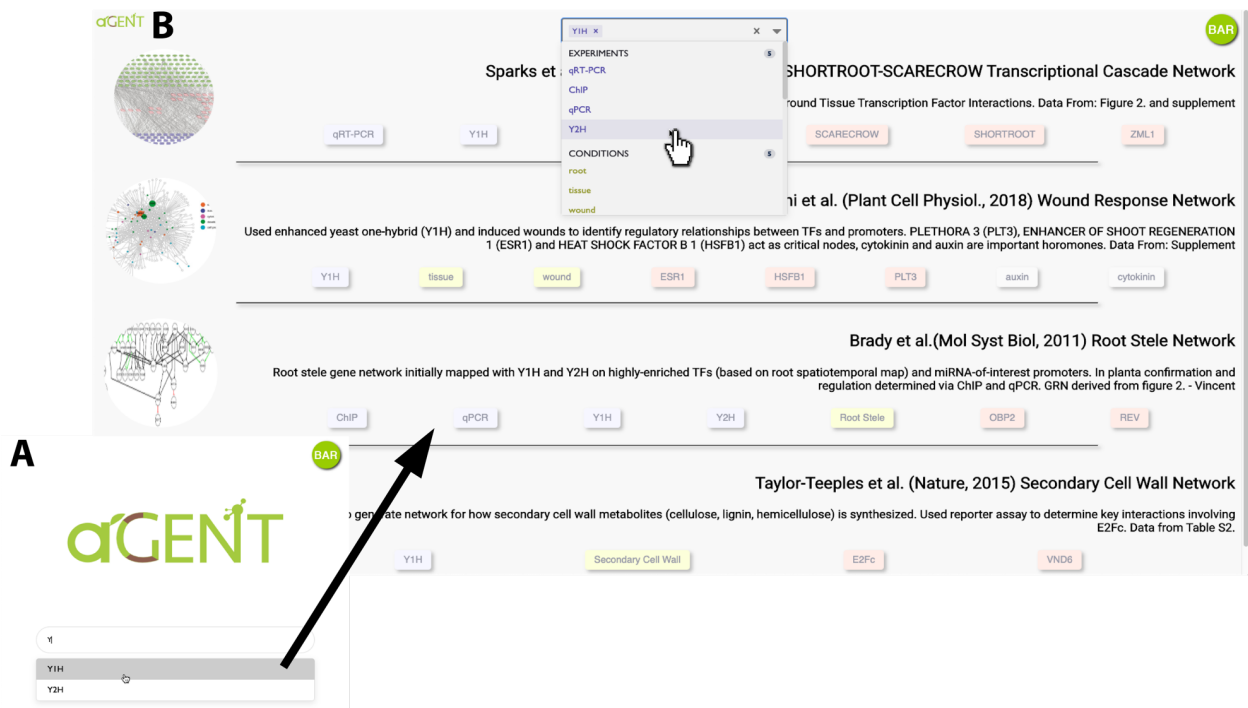 aGENT
B
BAR
Y1H ×
×
EXPERIMENTS 5
qRT-PCR
ChIP
qPCR
Y2H
CONDITIONS 5
root
tissue
wound
Sparks et
SHORTROOT-SCARECROW Transcriptional Cascade Network
round Tissue Transcription Factor Interactions. Data From: Figure 2. and supplement
qRT-PCR Y1H SCARECROW SHORTROOT ZML1
et al. (Plant Cell Physiol., 2018) Wound Response Network
Used enhanced yeast one-hybrid (Y1H) and induced wounds to identify regulatory relationships between TFs and promoters. PLETHORA 3 (PLT3), ENHANCER OF SHOOT REGENERATION
1 (ESR1) and HEAT SHOCK FACTOR B 1 (HSFB1) act as critical nodes, cytokinin and auxin are important horomones. Data From: Supplement
Y1H tissue wound ESR1 HSFB1 PLT3 auxin cytokinin
Brady et al.(Mol Syst Biol, 2011) Root Stele Network
Root stele gene network initially mapped with Y1H and Y2H on highly-enriched TFs (based on root spatiotemporal map) and miRNA-of-interest promoters. In planta confirmation and
regulation determined via ChIP and qPCR. GRN derived from figure 2. - Vincent
ChIP qPCR Y1H Y2H Root Stele OBP2 REV
Taylor-Teeples et al. (Nature, 2015) Secondary Cell Wall Network
network for how secondary cell wall metabolites (cellulose, lignin, hemicellulose) is synthesized. Used reporter assay to determine key interactions involving
E2Fc. Data from Table S2.
Y1H Secondary Cell Wall E2Fc VND6
A
BAR
aGENT
Y
Y1H
Y2H